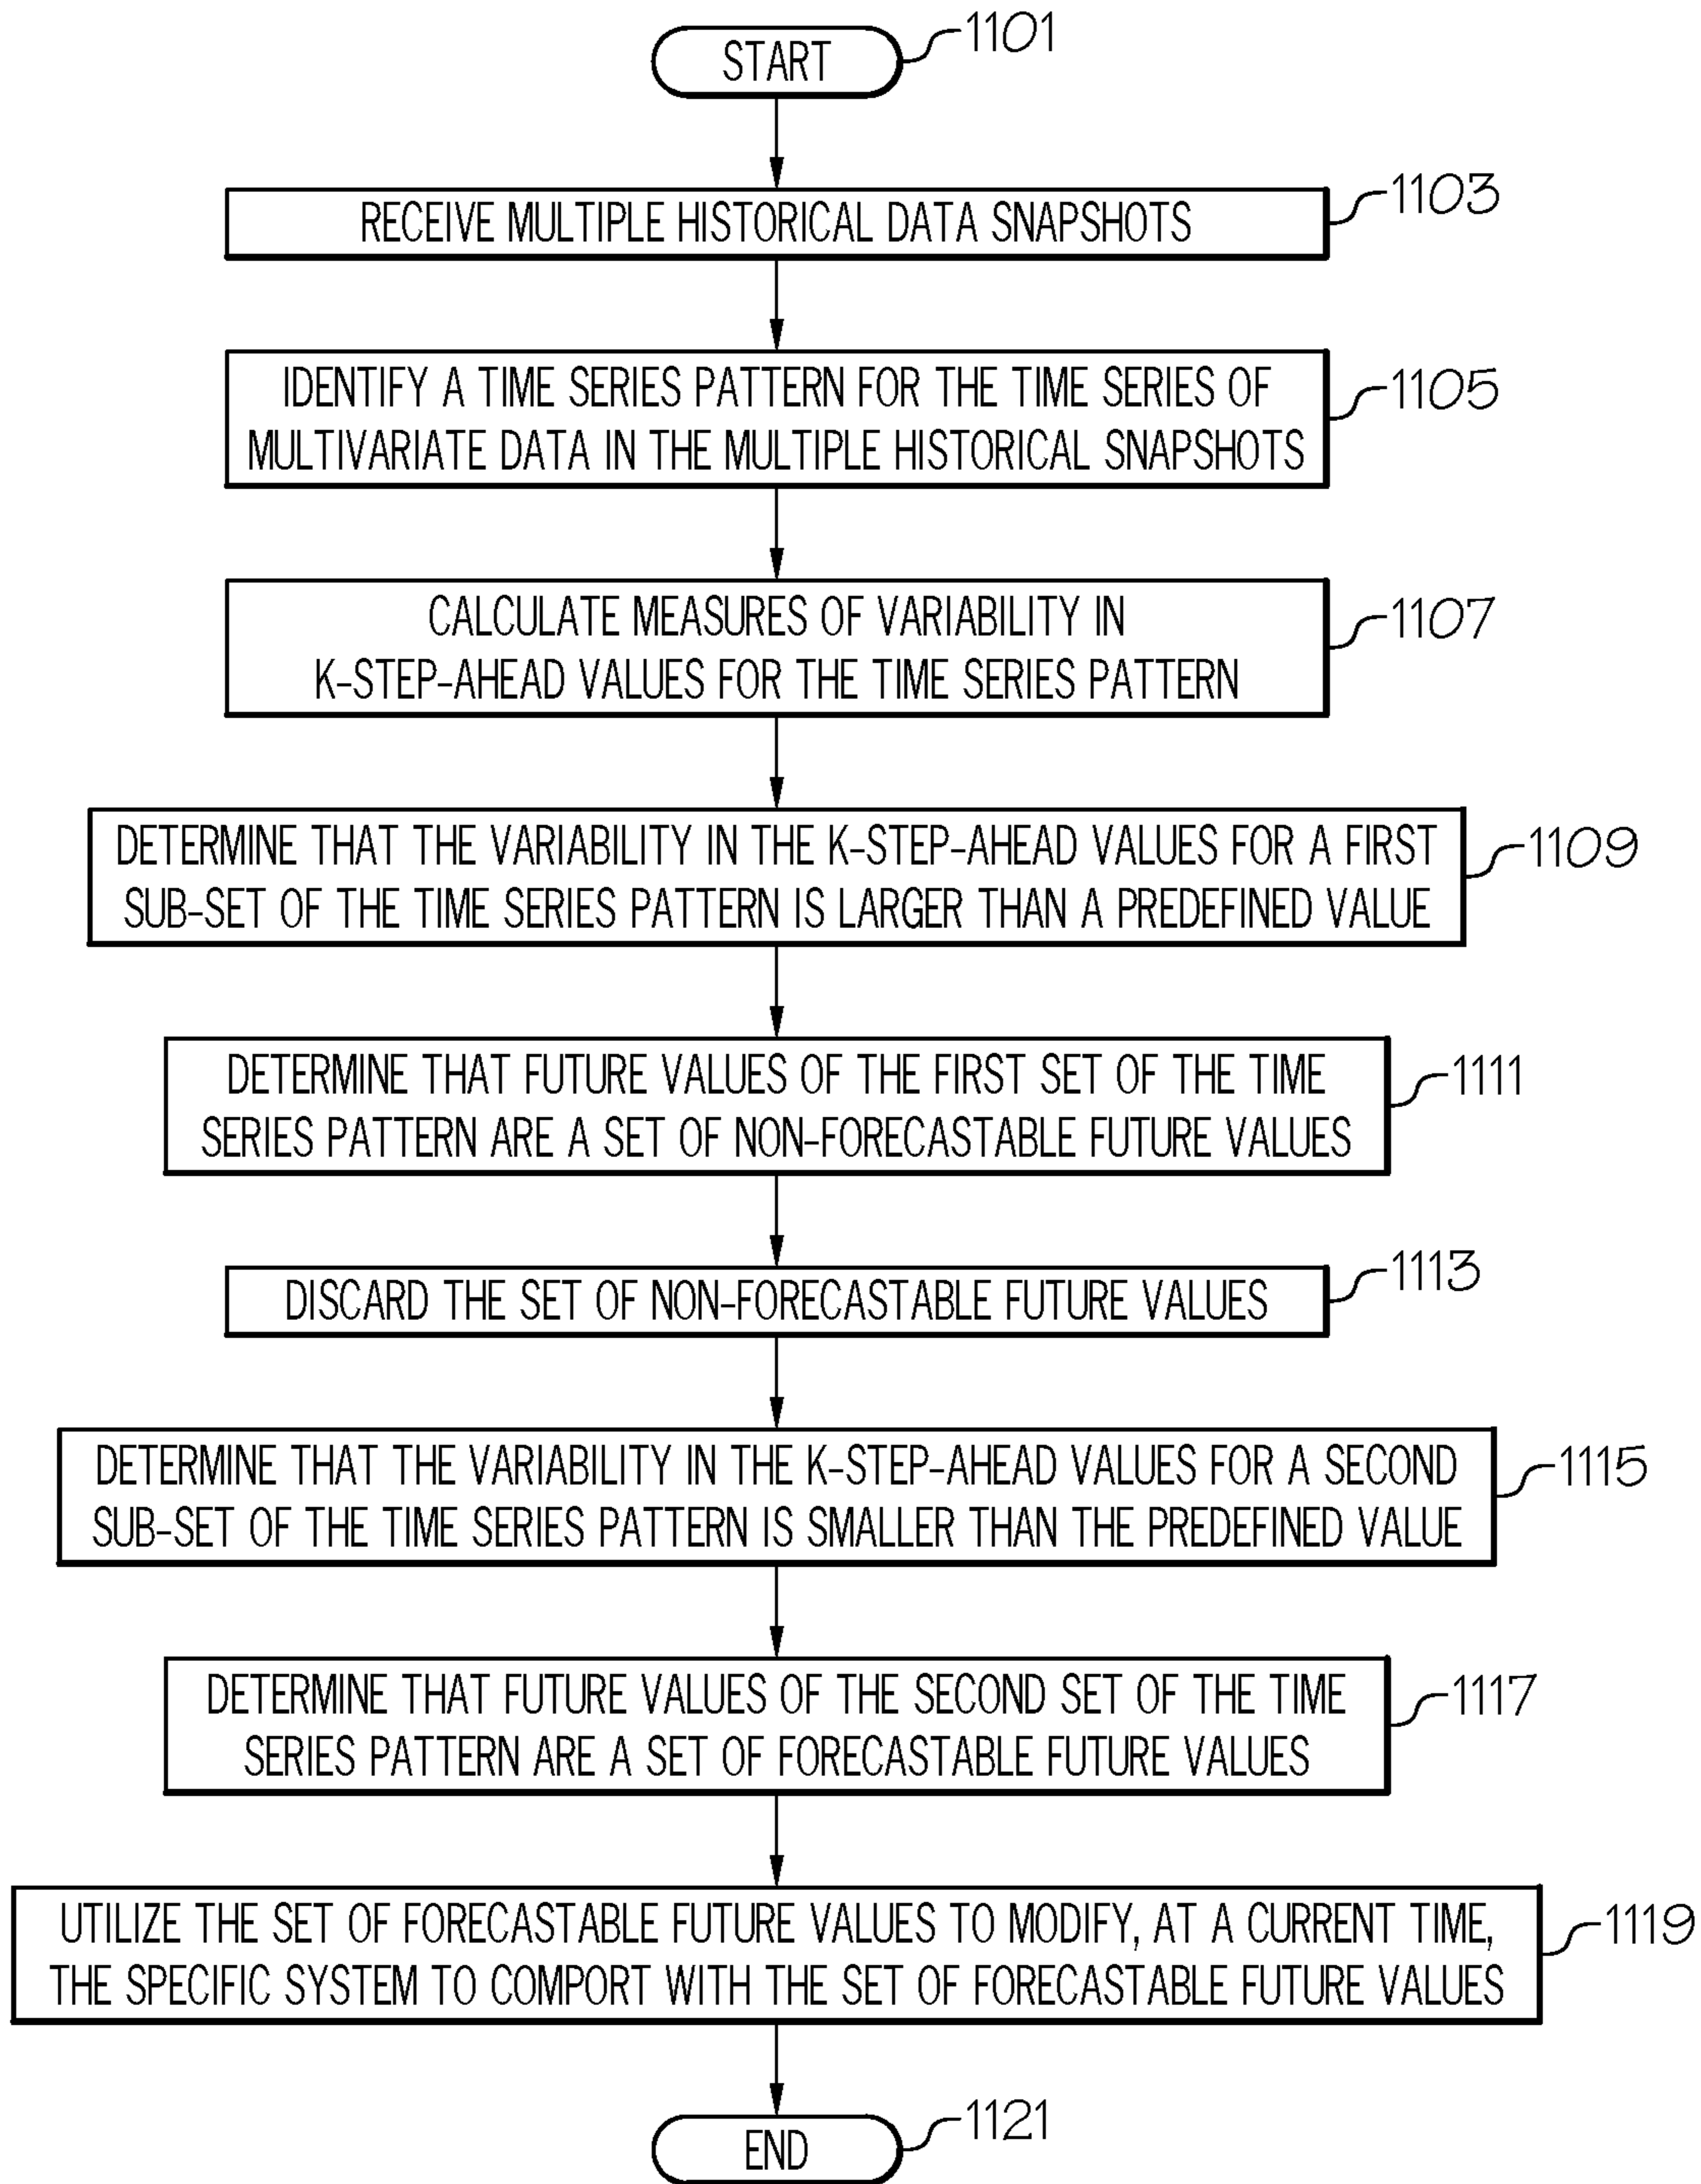 START
1101
RECEIVE MULTIPLE HISTORICAL DATA SNAPSHOTS
1103
IDENTIFY A TIME SERIES PATTERN FOR THE TIME SERIES OF
MULTIVARIATE DATA IN THE MULTIPLE HISTORICAL SNAPSHOTS
1105
CALCULATE MEASURES OF VARIABILITY IN
K-STEP-AHEAD VALUES FOR THE TIME SERIES PATTERN
1107
DETERMINE THAT THE VARIABILITY IN THE K-STEP-AHEAD VALUES FOR A FIRST
SUB-SET OF THE TIME SERIES PATTERN IS LARGER THAN A PREDEFINED VALUE
1109
DETERMINE THAT FUTURE VALUES OF THE FIRST SET OF THE TIME
SERIES PATTERN ARE A SET OF NON-FORECASTABLE FUTURE VALUES
1111
DISCARD THE SET OF NON-FORECASTABLE FUTURE VALUES
1113
DETERMINE THAT THE VARIABILITY IN THE K-STEP-AHEAD VALUES FOR A SECOND
SUB-SET OF THE TIME SERIES PATTERN IS SMALLER THAN THE PREDEFINED VALUE
1115
DETERMINE THAT FUTURE VALUES OF THE SECOND SET OF THE TIME
SERIES PATTERN ARE A SET OF FORECASTABLE FUTURE VALUES
1117
UTILIZE THE SET OF FORECASTABLE FUTURE VALUES TO MODIFY, AT A CURRENT TIME,
THE SPECIFIC SYSTEM TO COMPORT WITH THE SET OF FORECASTABLE FUTURE VALUES
1119
END
1121